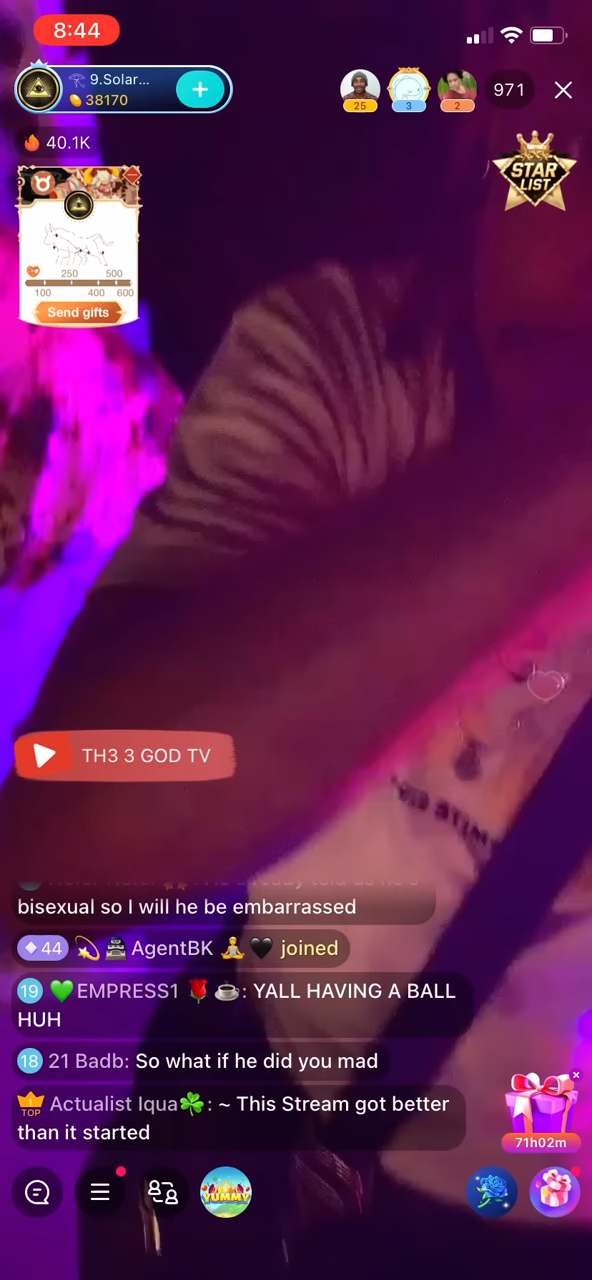 8:44
9.Solar...
38170
25
3
2
971
40.1K
STAR
LIST
250 500
100 400 600
Send gifts
TH3 3 GOD TV
bisexual so I will he be embarrassed
44 AgentBK joined
19 💚EMPRESS1 🌹☕: YALL HAVING A BALL
HUH
18 21 Badb: So what if he did you mad
1
TOP Actualist Iqua☘: ~ This Stream got better
than it started
71h02m
YUMMY